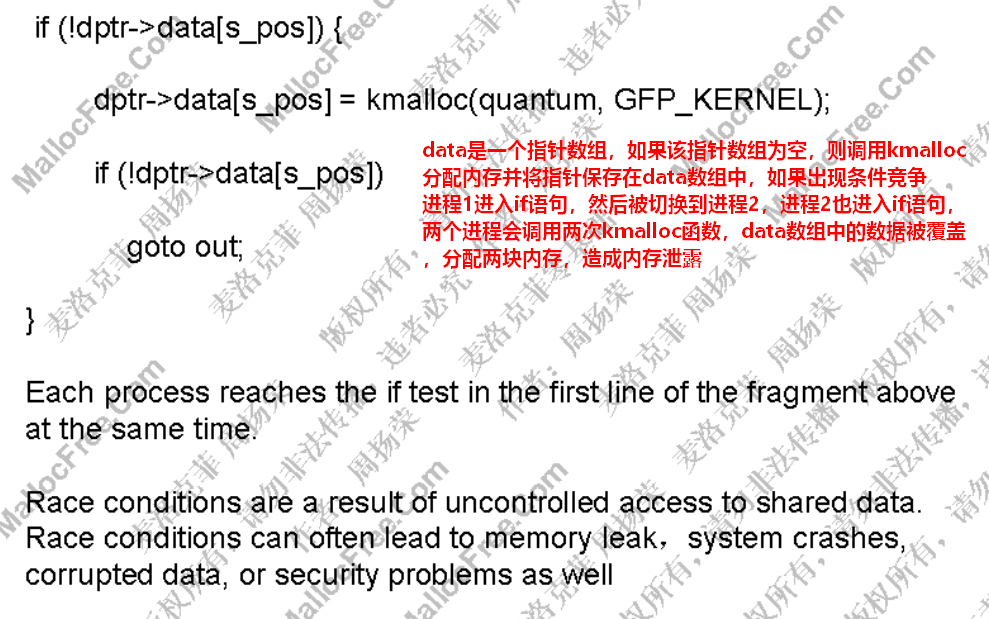 if (!dptr->data[s_pos]) {
dptr->data[s_pos] = kmalloc(quantum, GFP_KERNEL);
if (!dptr->data[s_pos])
goto out;
}
data是一个指针数组，如果该指针数组为空，则调用kmalloc
分配内存并将指针保存在data数组中，如果出现条件竞争
进程1进入if语句，然后被切换到进程2，进程2也进入if语句，
两个进程会调用两次kmalloc函数，data数组中的数据被覆盖
，分配两块内存，造成内存泄露
Each process reaches the if test in the first line of the fragment above
at the same time.
Race conditions are a result of uncontrolled access to shared data.
Race conditions can often lead to memory leak，system crashes,
corrupted data, or security problems as well
MallocFree.Com
麦洛克菲 周扬荣
版权所有，请勿非法传播，违者必究
作者：周扬荣